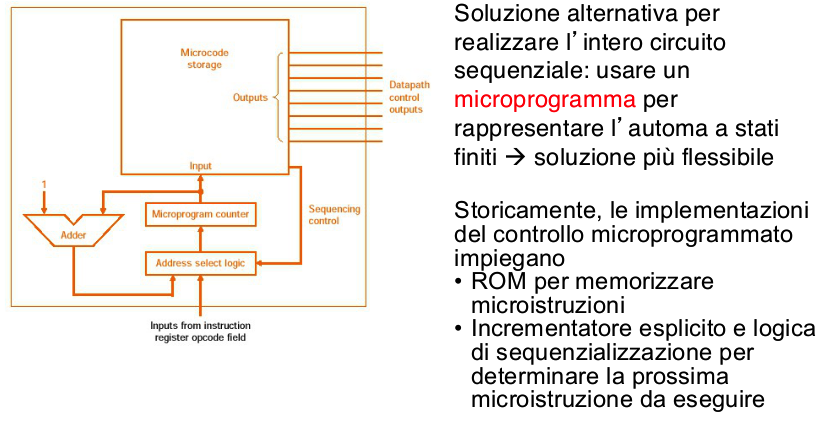 Microcode
storage
Outputs
Datapath
control
outputs
Input
1
Microprogram counter
Sequencing
control
Adder
Address select logic
Inputs from instruction
register opcode field
Soluzione alternativa per
realizzare l’intero circuito
sequenziale: usare un
microprogramma per
rappresentare l’automa a stati
finiti → soluzione più flessibile
Storicamente, le implementazioni
del controllo microprogrammato
impiegano
• ROM per memorizzare
microistruzioni
• Incrementatore esplicito e logica
di sequenzializzazione per
determinare la prossima
microistruzione da eseguire